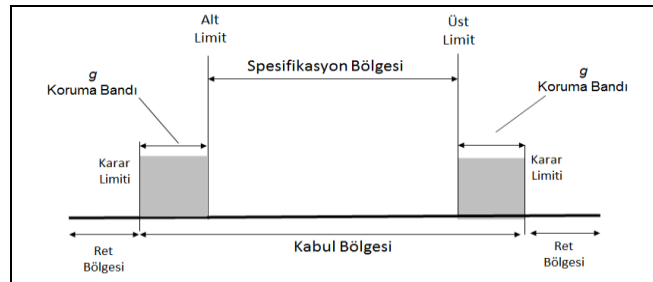 Alt
Limit
Üst
Limit
Spesifikasyon Bölgesi
g
Koruma Bandı
g
Koruma Bandı
Karar
Limiti
Karar
Limiti
Ret
Bölgesi
Kabul Bölgesi
Ret
Bölgesi